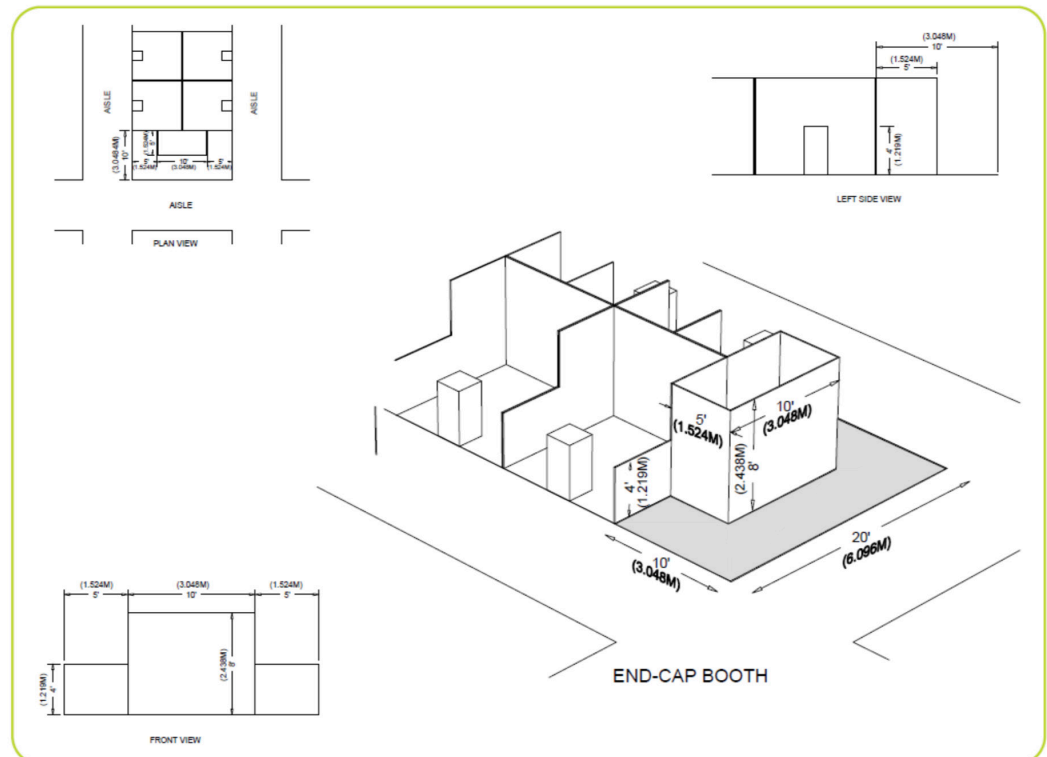 AISLE
AISLE
(3.0484M)
10'
(1.524M)
5'
5'
10'
5'
(1.524M)
(3.048M)
(1.524M)
AISLE
PLAN VIEW
(3.048M)
10'
(1.524M)
5'
4'
(1.219M)
LEFT SIDE VIEW
5'
(1.524M)
10'
(3.048M)
(2.438M)
8'
4'
(1.219M)
10'
(3.048M)
20'
(6.096M)
END-CAP BOOTH
(1.524M)
5'
(3.048M)
10'
(1.524M)
5'
(1.219M)
4'
(2.438M)
8'
FRONT VIEW